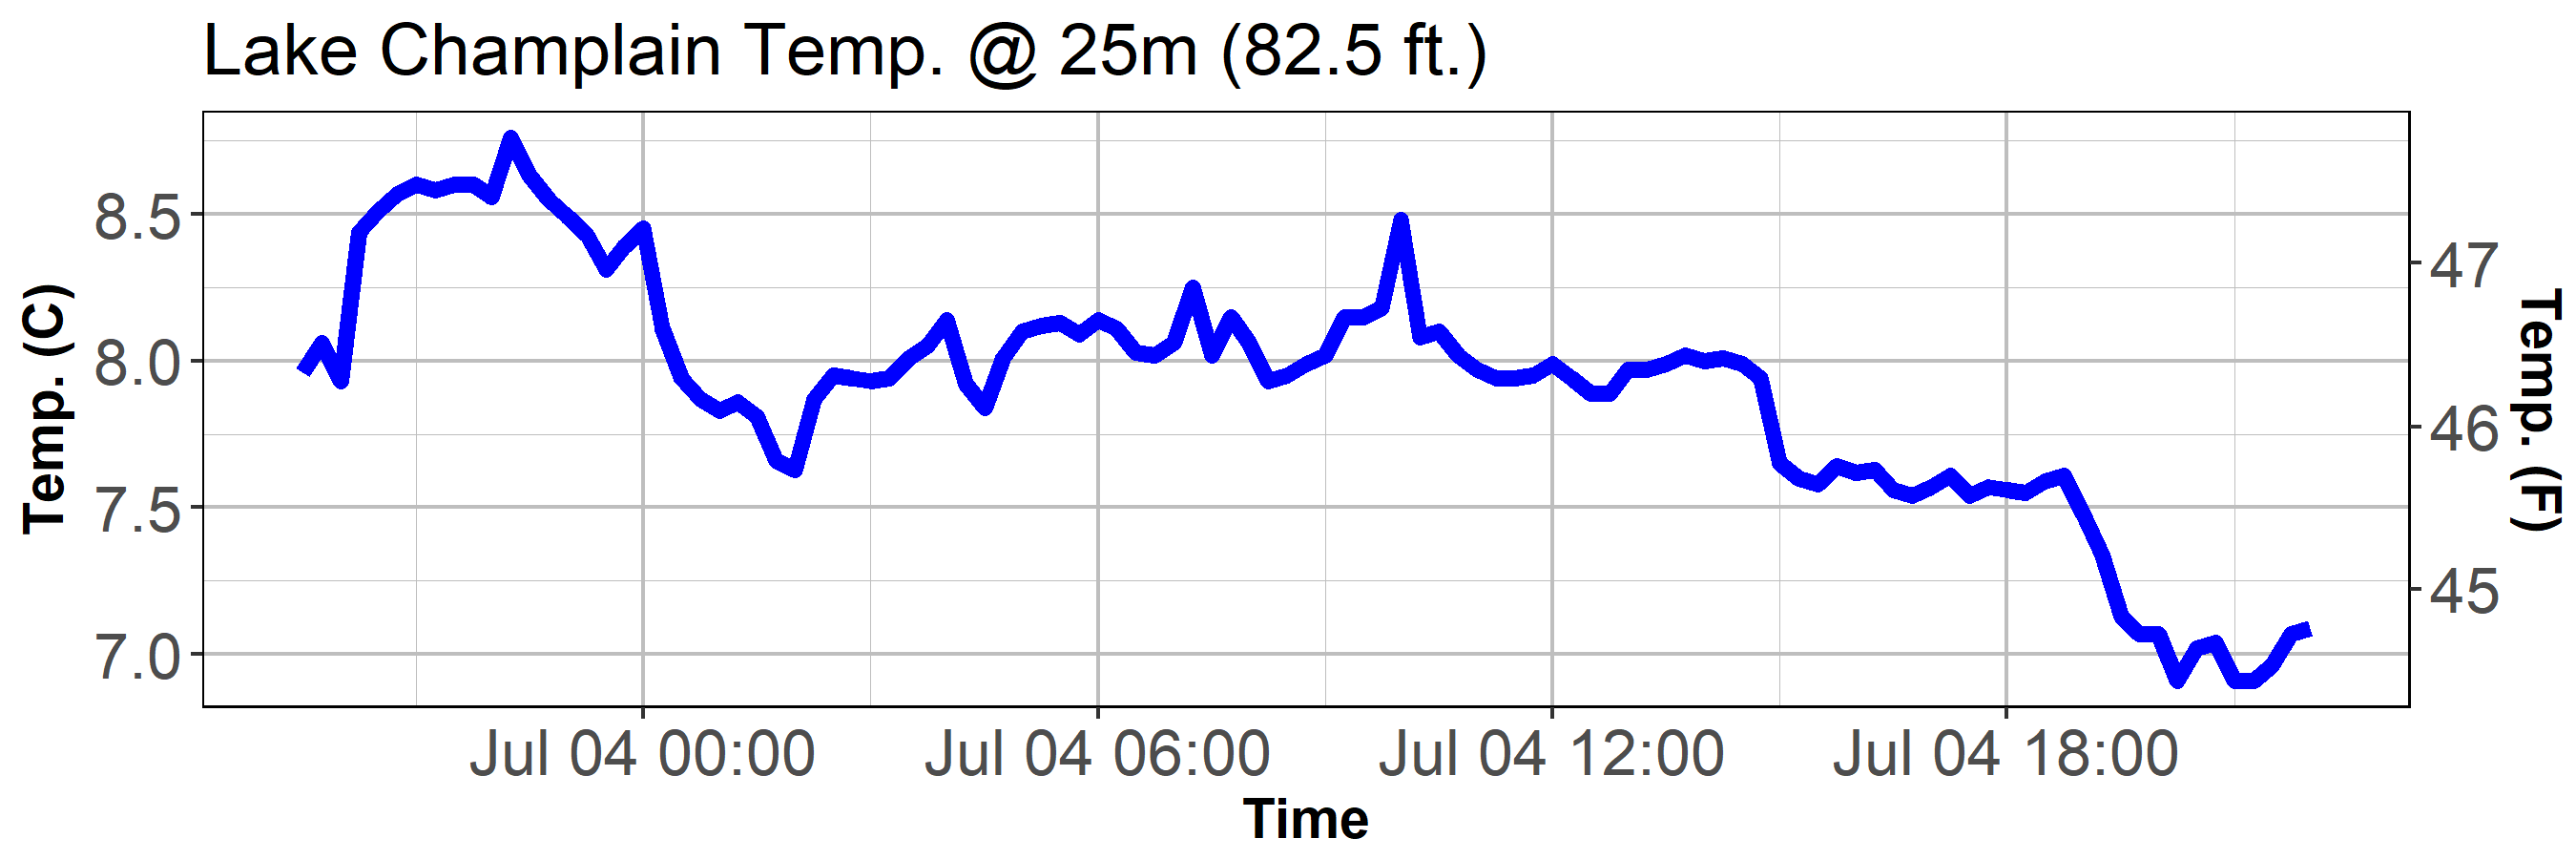 Lake Champlain Temp. @ 25m (82.5 ft.)
Temp. (C)
8.5
8.0
7.5
7.0
47
46
45
Temp. (F)
Jul 04 00:00 Jul 04 06:00 Jul 04 12:00 Jul 04 18:00
Time